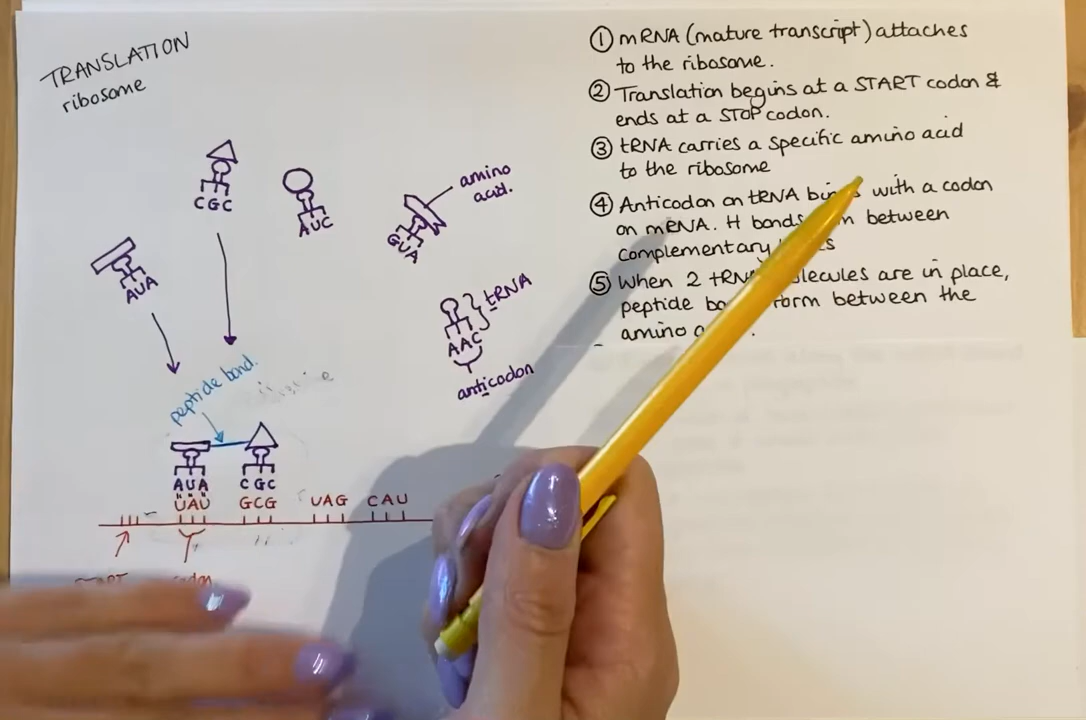 TRANSLATION
ribosome
CGC
AUC
amino
acid.
GUA
AUA
tRNA
AAC
anticodon
peptide bond.
AUA CGC
UAU GCG UAG CAU
① mRNA (mature transcript) attaches
to the ribosome.
② Translation begins at a START codon &
ends at a STOP codon.
③ tRNA carries a specific amino acid
to the ribosome
④ Anticodon on tRNA with a codon
on mRNA. H bonds between
complementary
⑤ When 2 are in place,
peptide form between the
amino